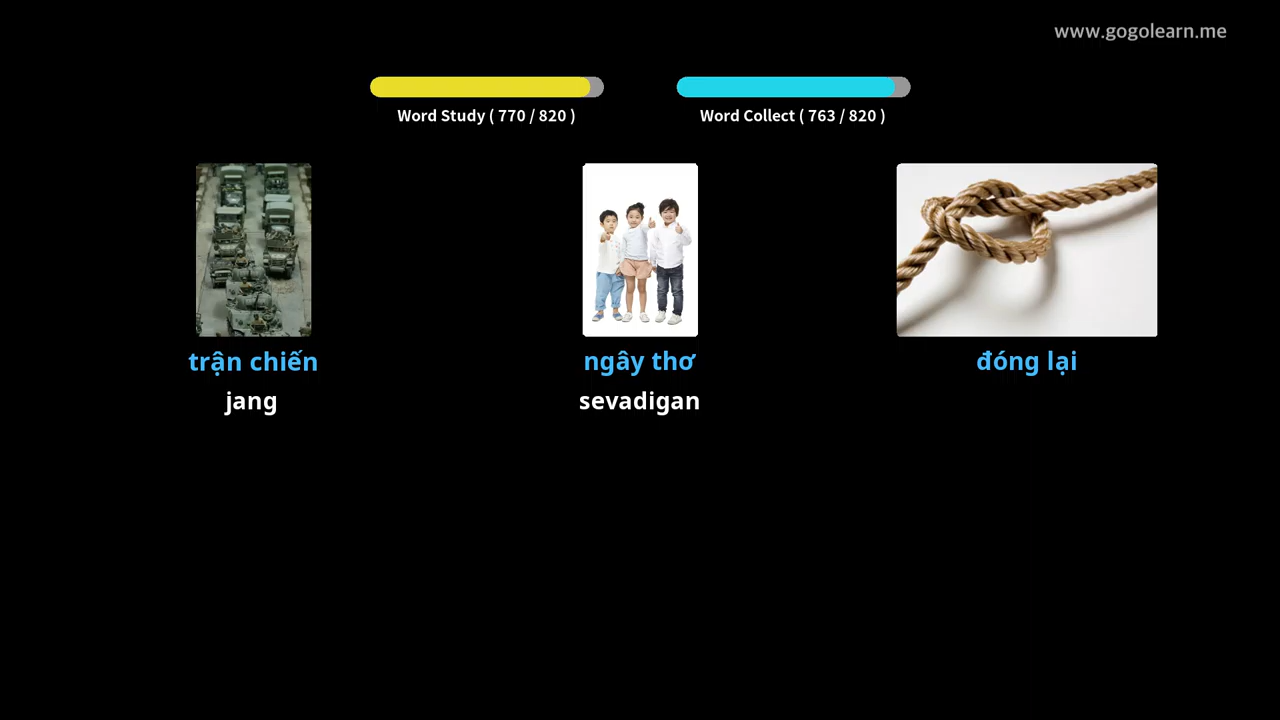 www.gogolearn.me
Word Study ( 770 / 820 )
Word Collect ( 763 / 820 )
trận chiến
jang
ngây thơ
sevadigan
đóng lại